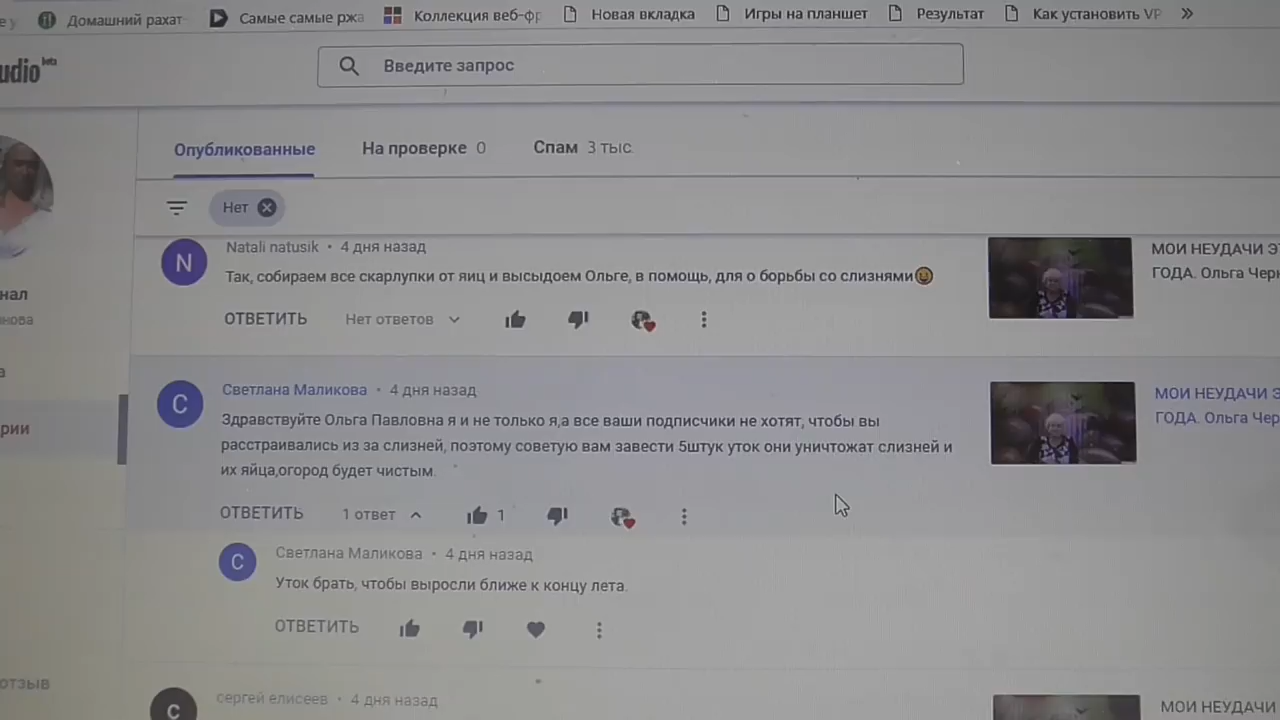 Домашний рахат-
Самые самые ржа
Коллекция веб-фр
Новая вкладка
Игры на планшет
Результат
Как установить VP
»
udio beta
Введите запрос
Опубликованные
На проверке 0
Спам 3 тыс.
Нет
N
Natali natusik • 4 дня назад
Так, собираем все скарлупки от яиц и высыдоем Ольге, в помощь, для о борьбы со слизнями
МОИ НЕУДАЧИ Э
ГОДА. Ольга Черн
ОТВЕТИТЬ
Нет ответов
нал
нова
а
рии
С
Светлана Маликова • 4 дня назад
Здравствуйте Ольга Павловна я и не только я,а все ваши подписчики не хотят, чтобы вы
расстраивались из за слизней, поэтому советую вам завести 5штук уток они уничтожат слизней и
их яйца,огород будет чистым.
МОИ НЕУДАЧИ Э
ГОДА. Ольга Чер
ОТВЕТИТЬ
1 ответ
1
С
Светлана Маликова • 4 дня назад
Уток брать, чтобы выросли ближе к концу лета.
ОТВЕТИТЬ
отзыв
с
сергей елисеев • 4 дня назад
МОИ НЕУДАЧИ